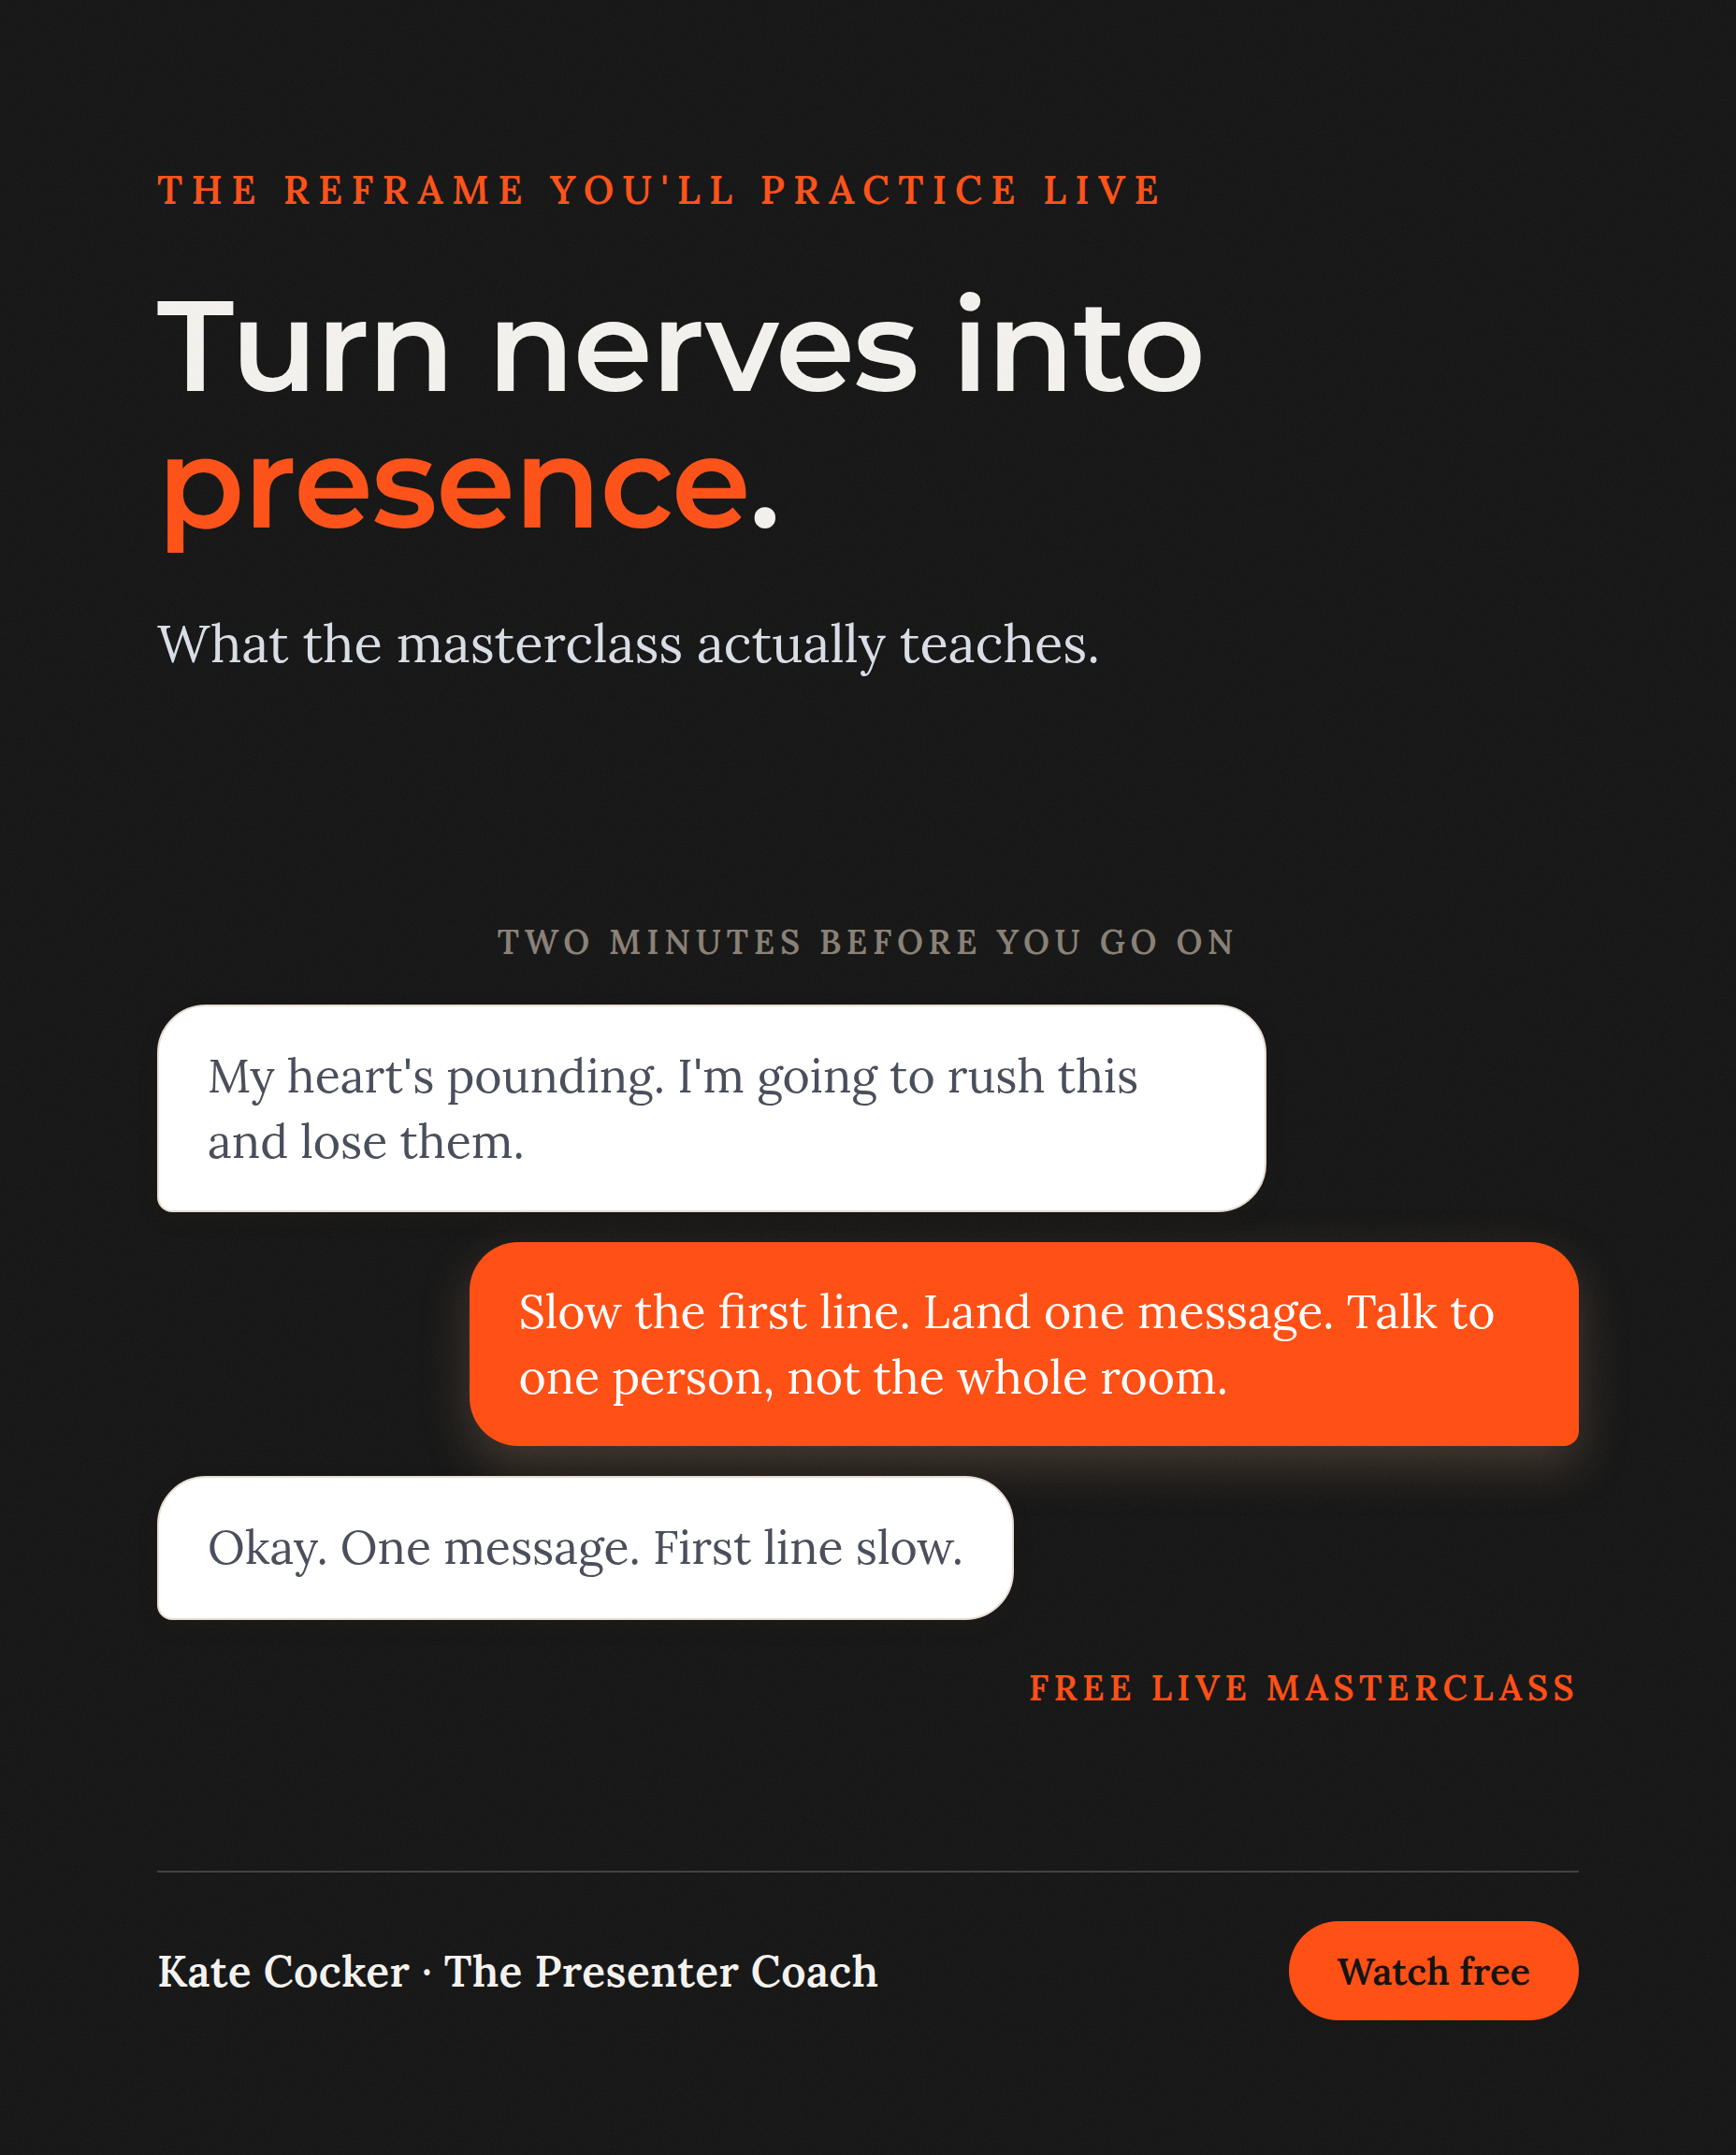 THE REFRAME YOU'LL PRACTICE LIVE
Turn nerves into
presence.
What the masterclass actually teaches.
TWO MINUTES BEFORE YOU GO ON
My heart's pounding. I'm going to rush this
and lose them.
Slow the first line. Land one message. Talk to
one person, not the whole room.
Okay. One message. First line slow.
FREE LIVE MASTERCLASS
Kate Cocker · The Presenter Coach
Watch free